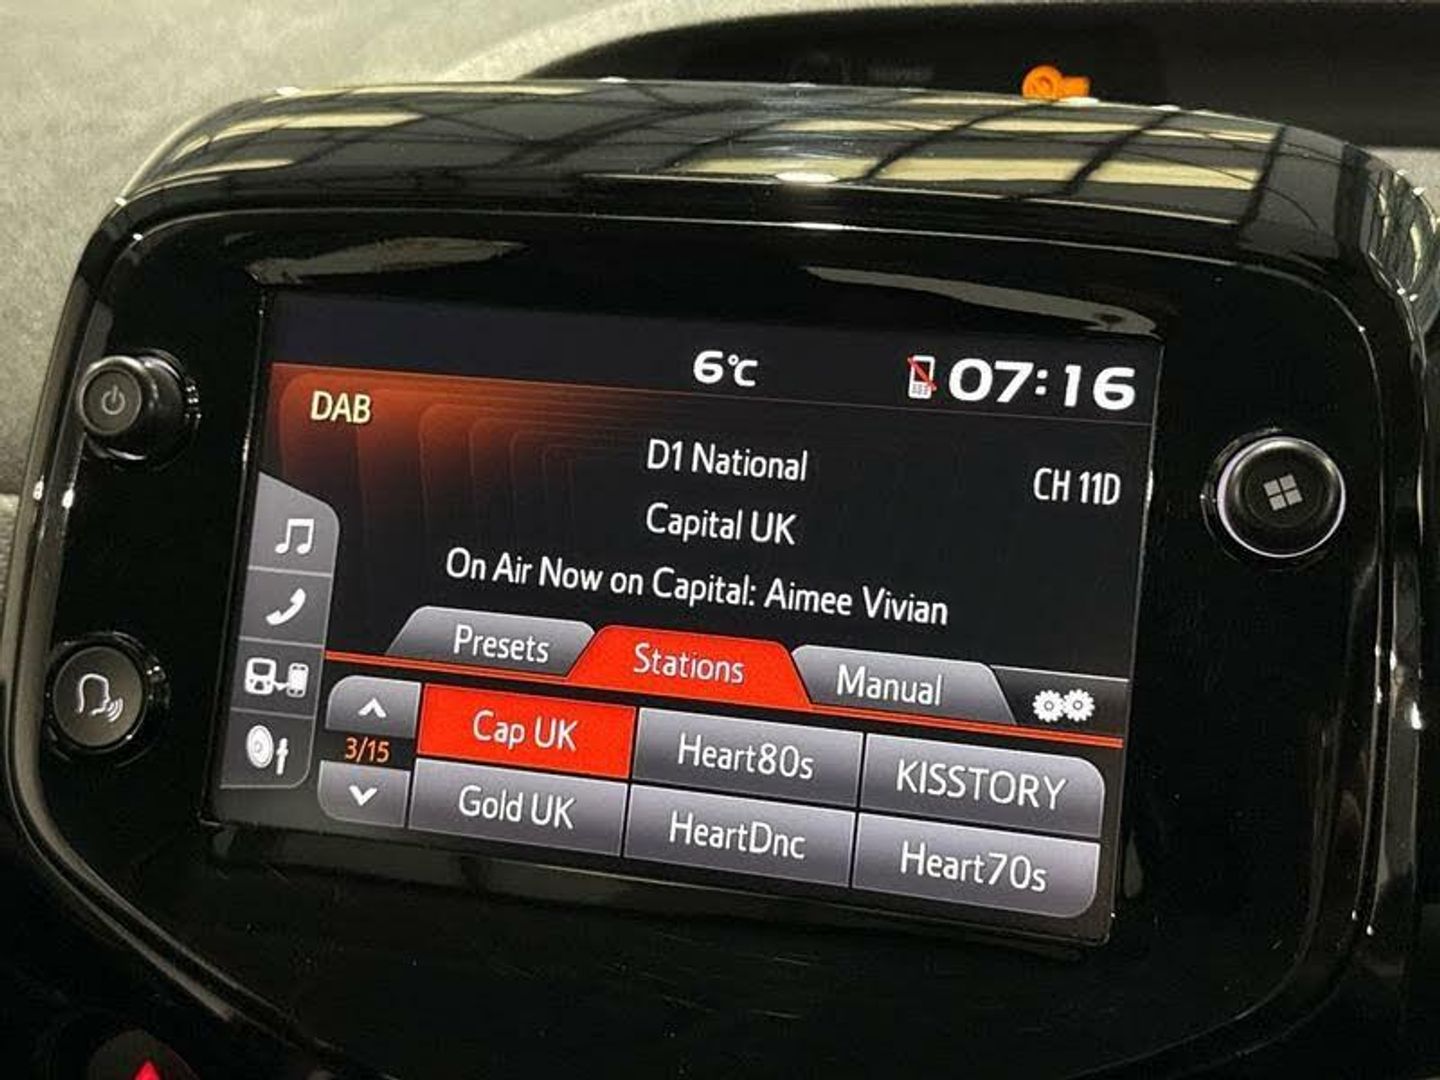 6°C 07:16
DAB
D1 National CH 11D
Capital UK
On Air Now on Capital: Aimee Vivian
Presets Stations Manual
Cap UK Heart80s KISSTORY
3/15
Gold UK HeartDnc Heart70s